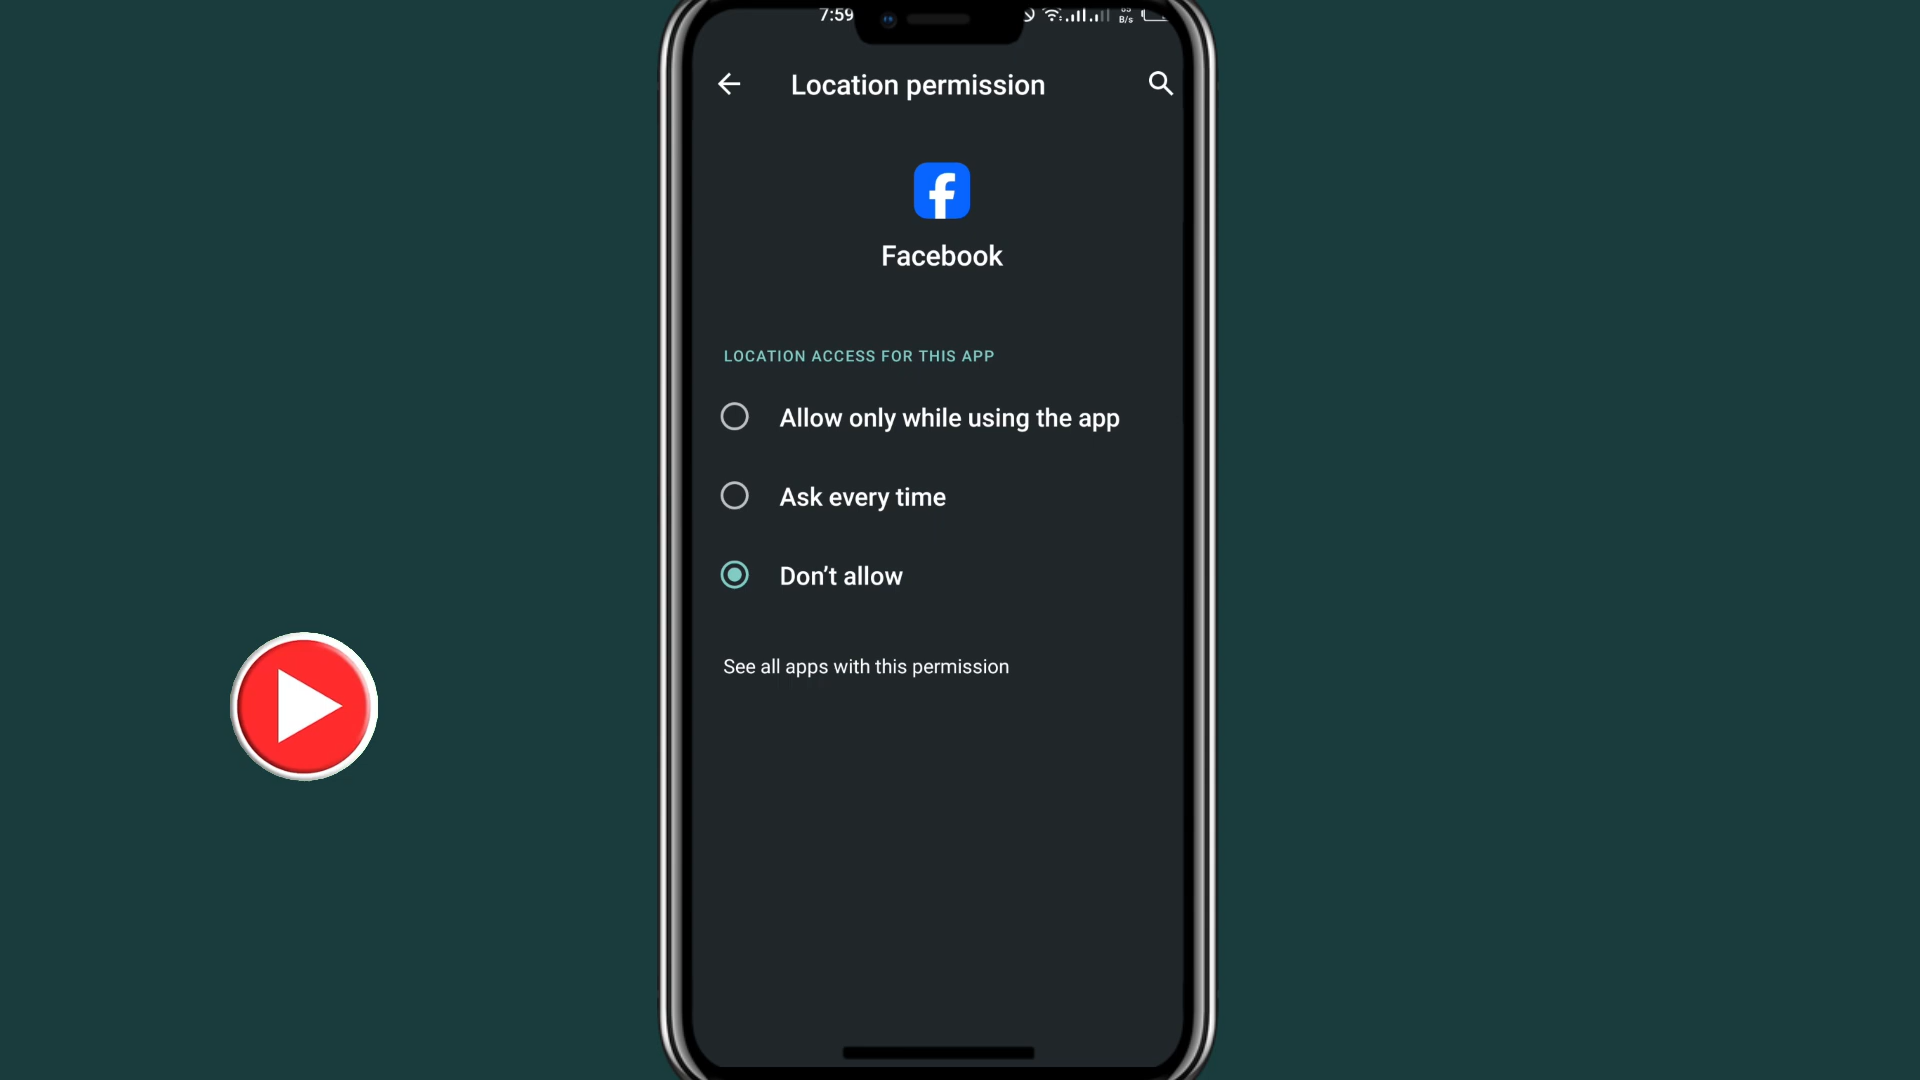 7:59
B/s
Location permission
Facebook
LOCATION ACCESS FOR THIS APP
Allow only while using the app
Ask every time
Don’t allow
See all apps with this permission